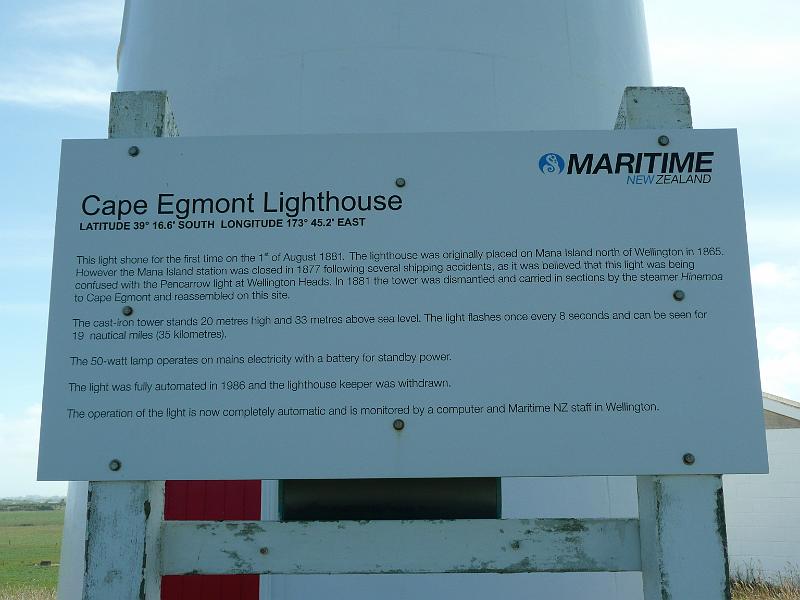 MARITIME
NEW ZEALAND
Cape Egmont Lighthouse
LATITUDE 39° 16.6' SOUTH LONGITUDE 173° 45.2' EAST
This light shone for the first time on the 1st of August 1881. The lighthouse was originally placed on Mana Island north of Wellington in 1865.
However the Mana Island station was closed in 1877 following several shipping accidents, as it was believed that this light was being
confused with the Pencarrow light at Wellington Heads. In 1881 the tower was dismantled and carried in sections by the steamer Hinemoa
to Cape Egmont and reassembled on this site.
The cast-iron tower stands 20 metres high and 33 metres above sea level. The light flashes once every 8 seconds and can be seen for
19 nautical miles (35 kilometres).
The 50-watt lamp operates on mains electricity with a battery for standby power.
The light was fully automated in 1986 and the lighthouse keeper was withdrawn.
The operation of the light is now completely automatic and is monitored by a computer and Maritime NZ staff in Wellington.